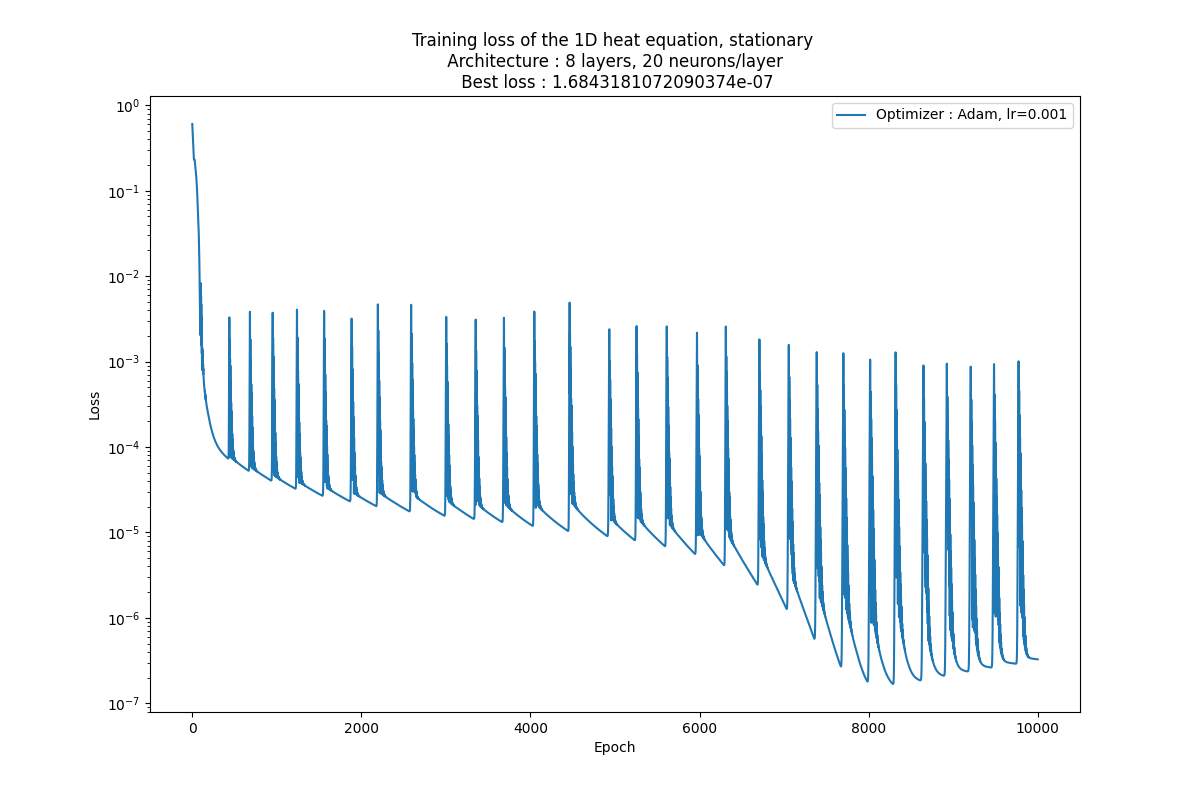 Training loss of the 1D heat equation, stationary
Architecture : 8 layers, 20 neurons/layer
Best loss : 1.6843181072090374e-07
Optimizer : Adam, lr=0.001
Loss
10⁰
10⁻¹
10⁻²
10⁻³
10⁻⁴
10⁻⁵
10⁻⁶
10⁻⁷
0 2000 4000 6000 8000 10000
Epoch